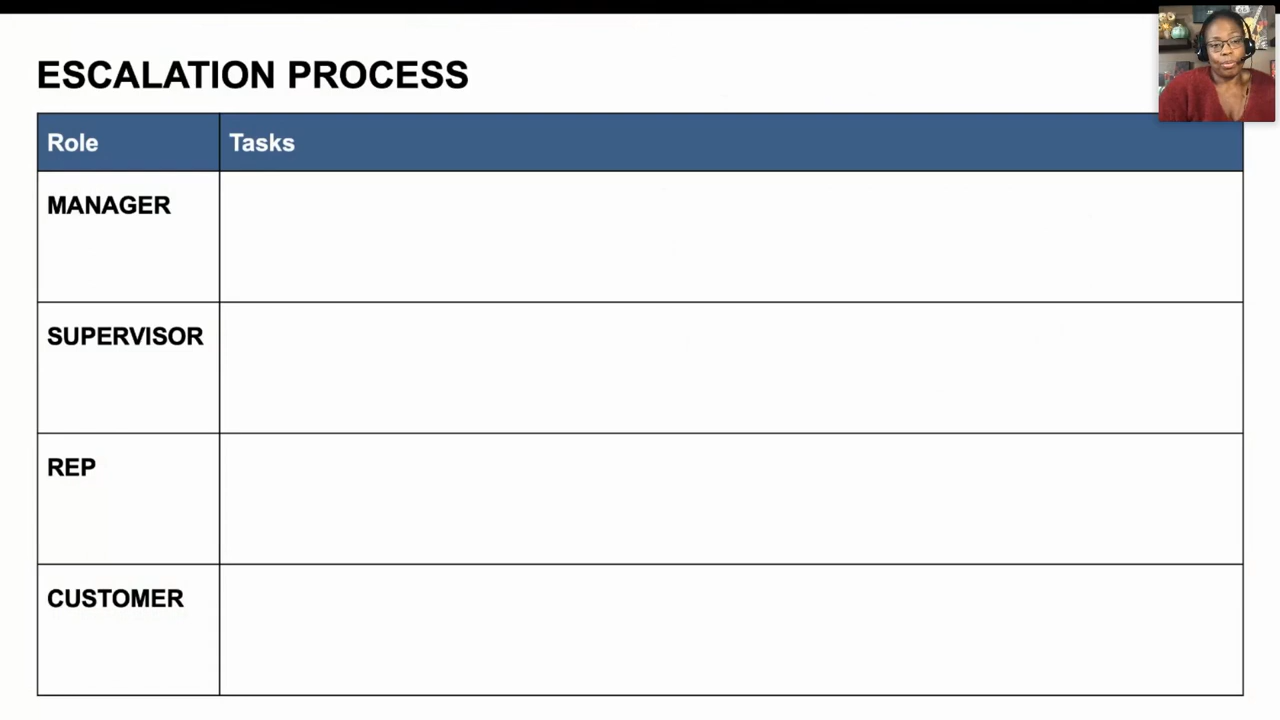 ESCALATION PROCESS
Role Tasks
MANAGER
SUPERVISOR
REP
CUSTOMER